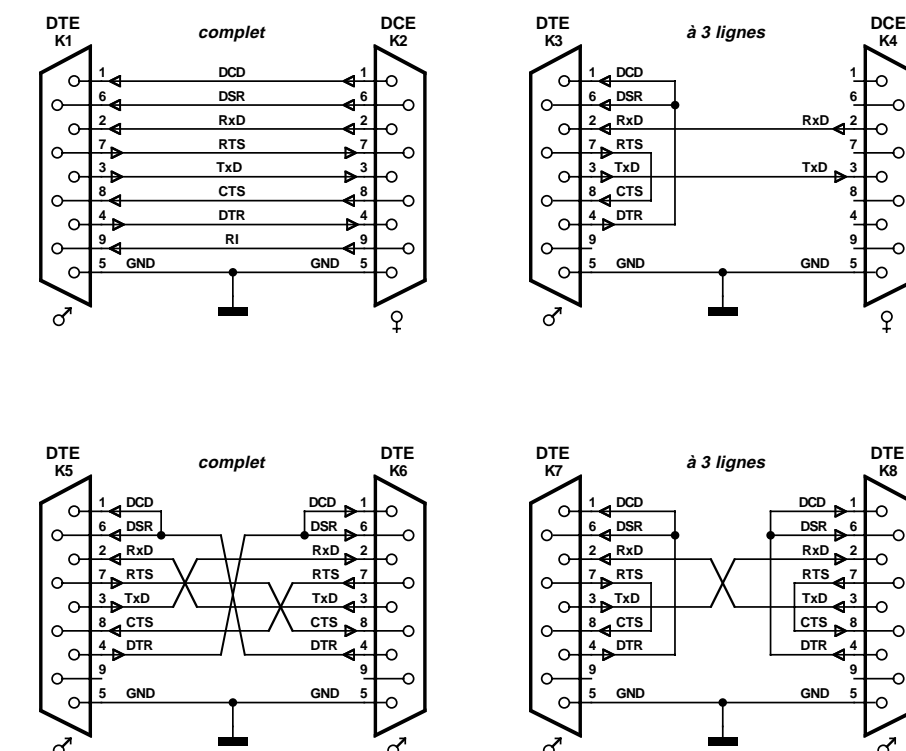 DTE complet DCE
K1 K2
1 DCD 1
6 DSR 6
2 RxD 2
7 RTS 7
3 TxD 3
8 CTS 8
4 DTR 4
9 RI 9
5 GND GND 5
♂ ♀
DTE à 3 lignes DCE
K3 K4
1 DCD 1
6 DSR 6
2 RxD RxD 2
7 RTS 7
3 TxD TxD 3
8 CTS 8
4 DTR 4
9 9
5 GND GND 5
♂ ♀
DTE complet DTE
K5 K6
1 DCD DCD 1
6 DSR DSR 6
2 RxD RxD 2
7 RTS RTS 7
3 TxD TxD 3
8 CTS CTS 8
4 DTR DTR 4
9 9
5 GND GND 5
♂ ♂
DTE à 3 lignes DTE
K7 K8
1 DCD DCD 1
6 DSR DSR 6
2 RxD RxD 2
7 RTS RTS 7
3 TxD TxD 3
8 CTS CTS 8
4 DTR DTR 4
9 9
5 GND GND 5
♂ ♂